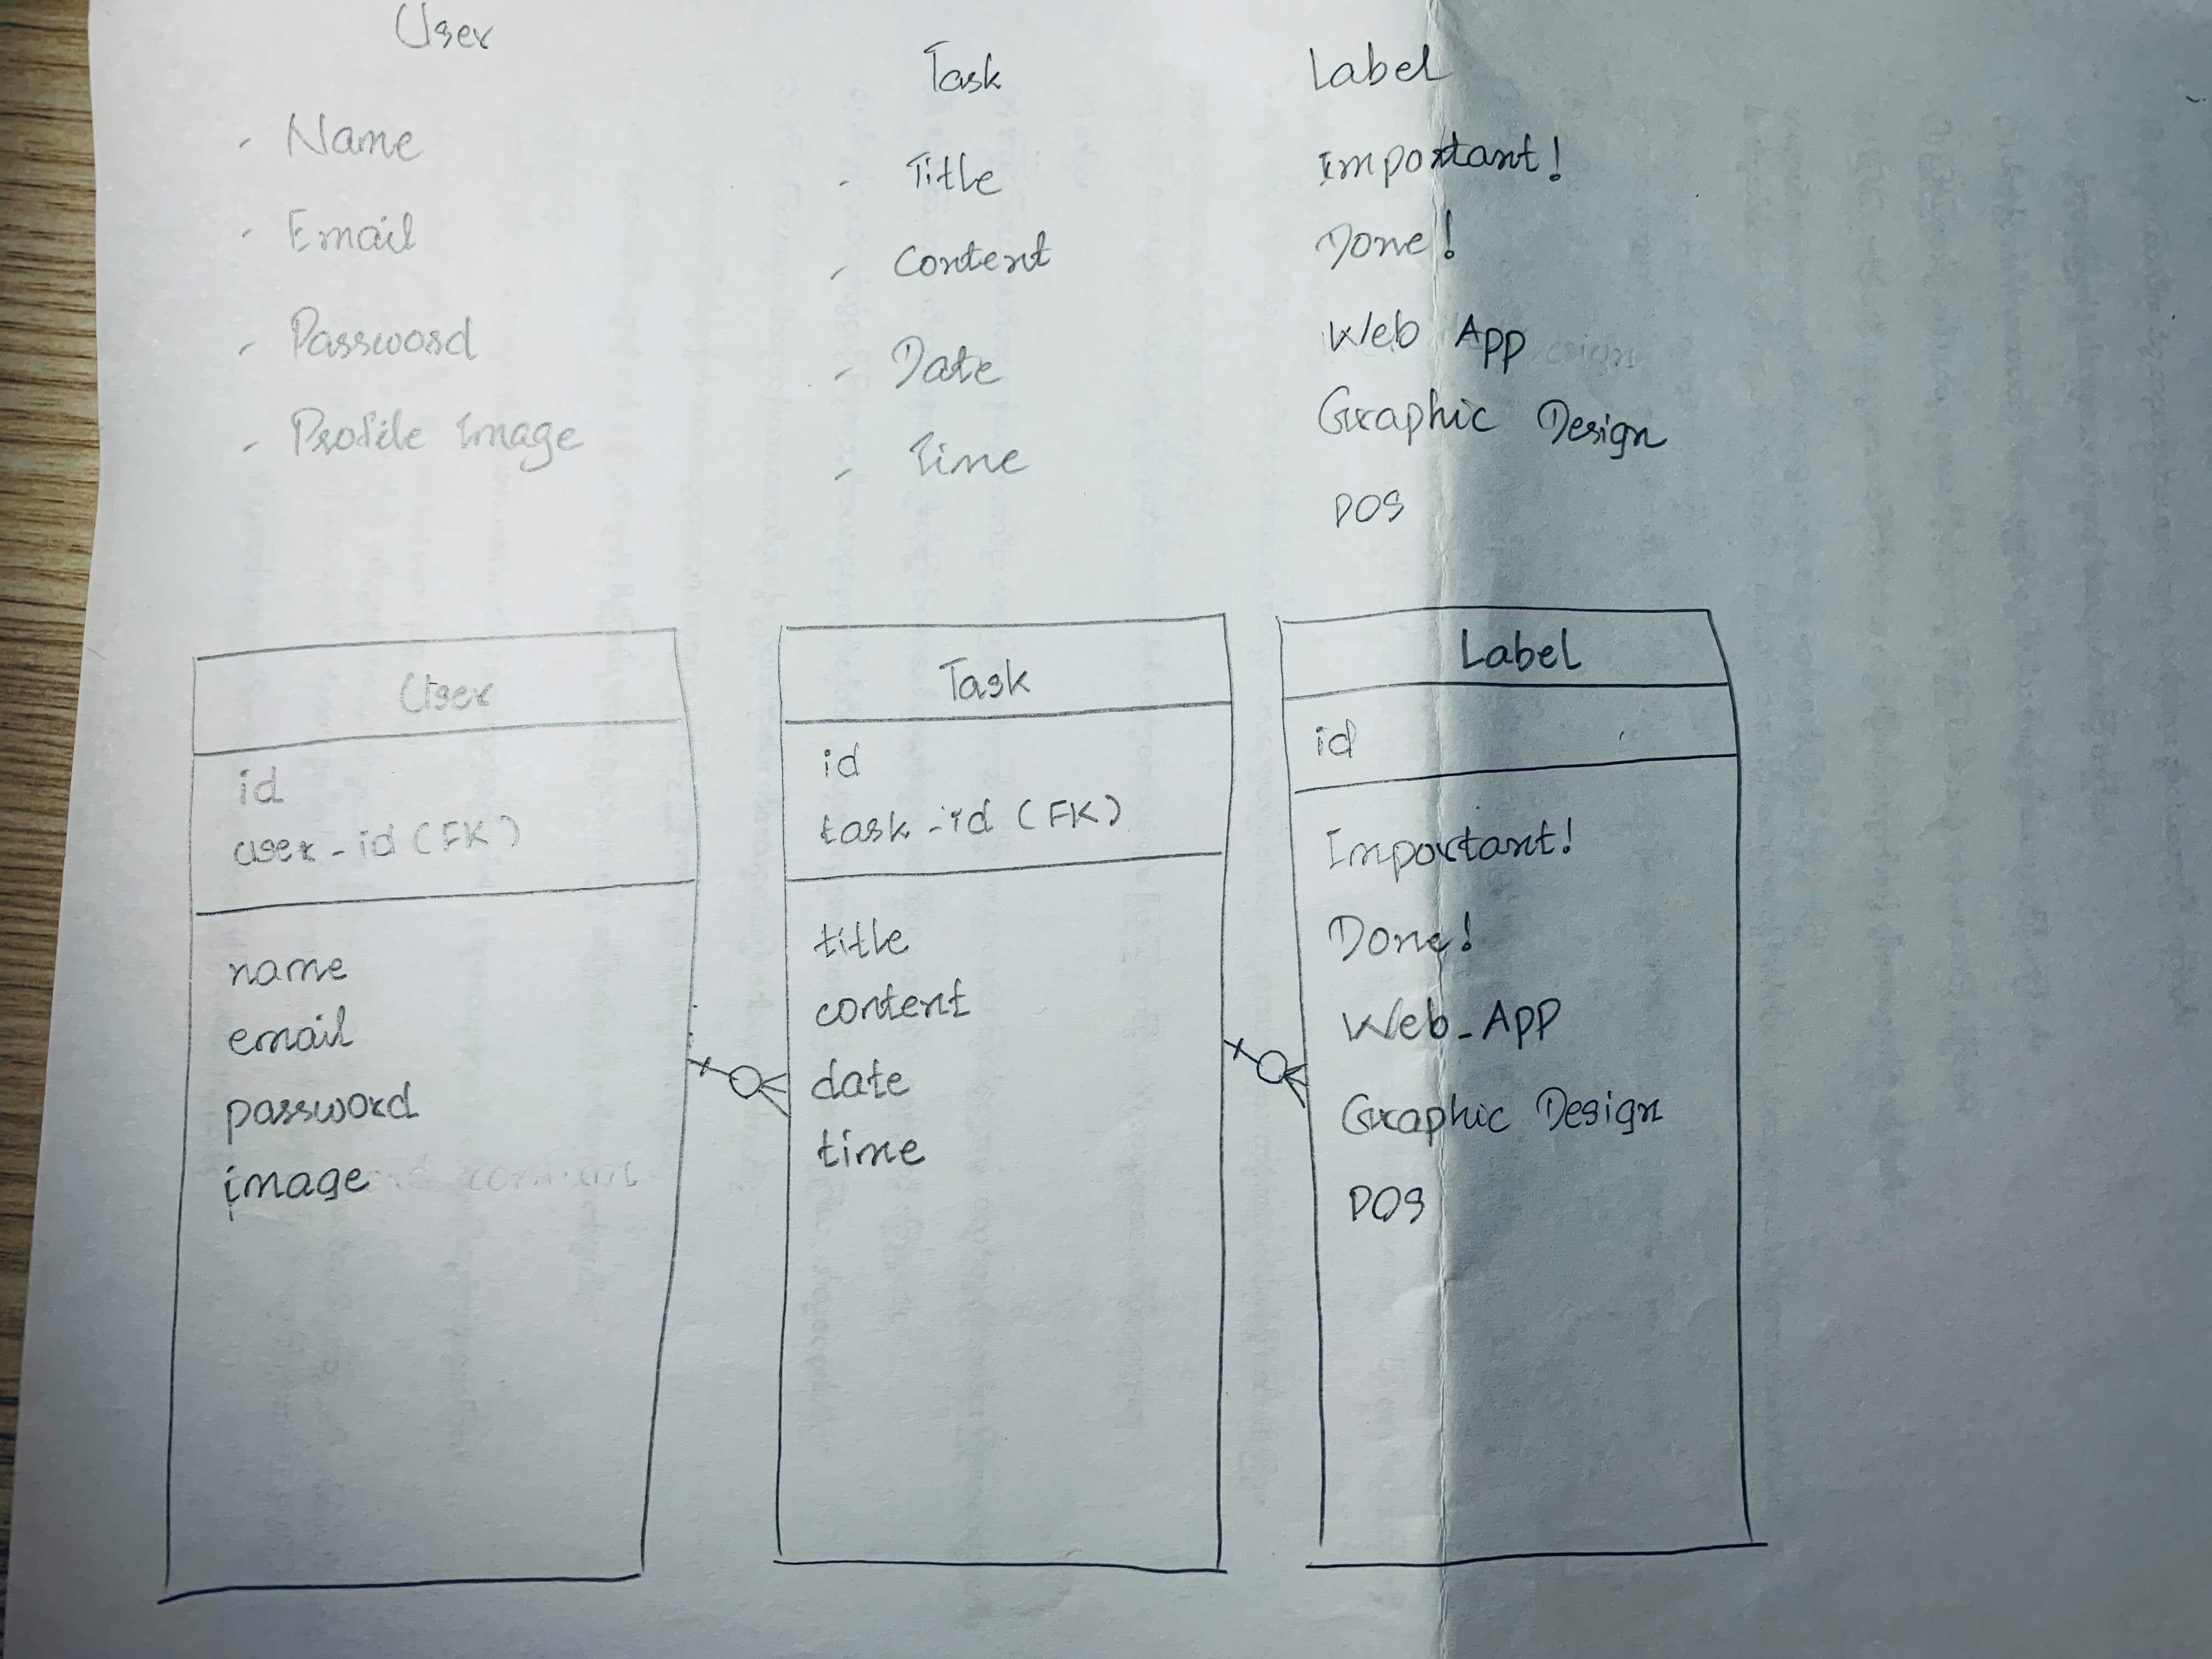 User
- Name
- Email
- Password
- Profile Image
Task
- Title
- Content
- Date
- Time
Label
Important!
Done!
Web App
Graphic Design
POS
User
id
user-id (FK)
name
email
password
image
Task
id
task-id (FK)
title
content
date
time
Label
id
Important!
Done!
Web-App
Graphic Design
POS